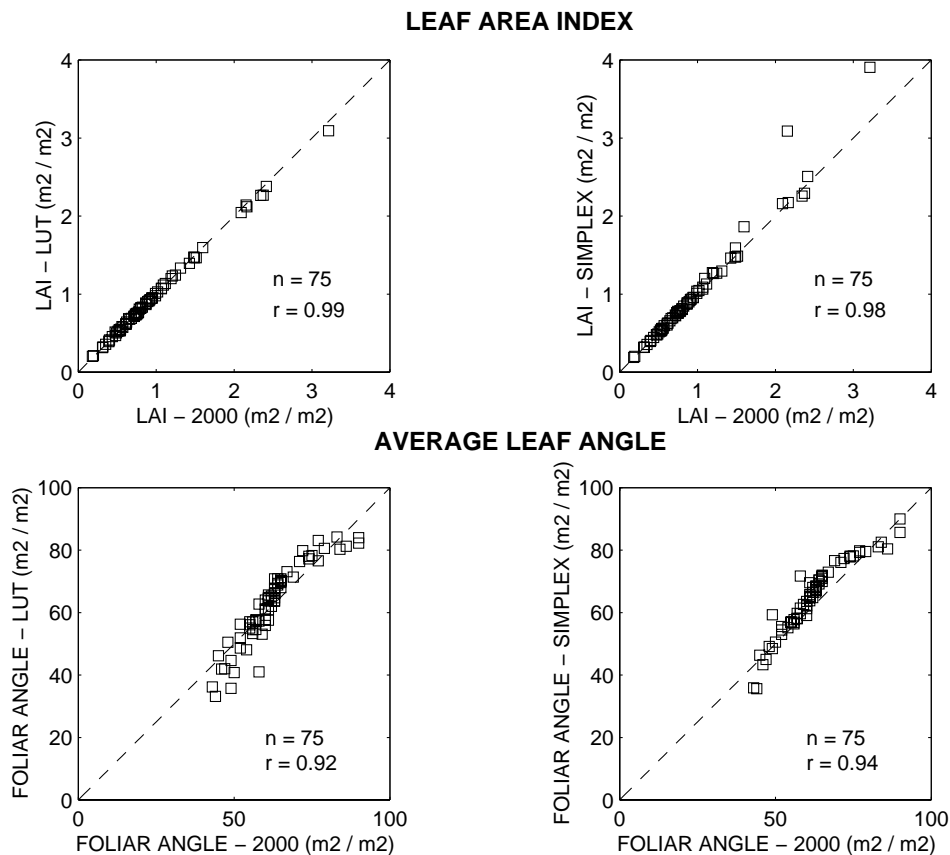 LEAF AREA INDEX
4
3
2
1
0
LAI – LUT (m2 / m2)
n = 75
r = 0.99
0 1 2 3 4
LAI – 2000 (m2 / m2)
4
3
2
1
0
LAI – SIMPLEX (m2 / m2)
n = 75
r = 0.98
0 1 2 3 4
LAI – 2000 (m2 / m2)
AVERAGE LEAF ANGLE
100
80
60
40
20
0
FOLIAR ANGLE – LUT (m2 / m2)
n = 75
r = 0.92
0 50 100
FOLIAR ANGLE – 2000 (m2 / m2)
100
80
60
40
20
0
FOLIAR ANGLE – SIMPLEX (m2 / m2)
n = 75
r = 0.94
0 50 100
FOLIAR ANGLE – 2000 (m2 / m2)